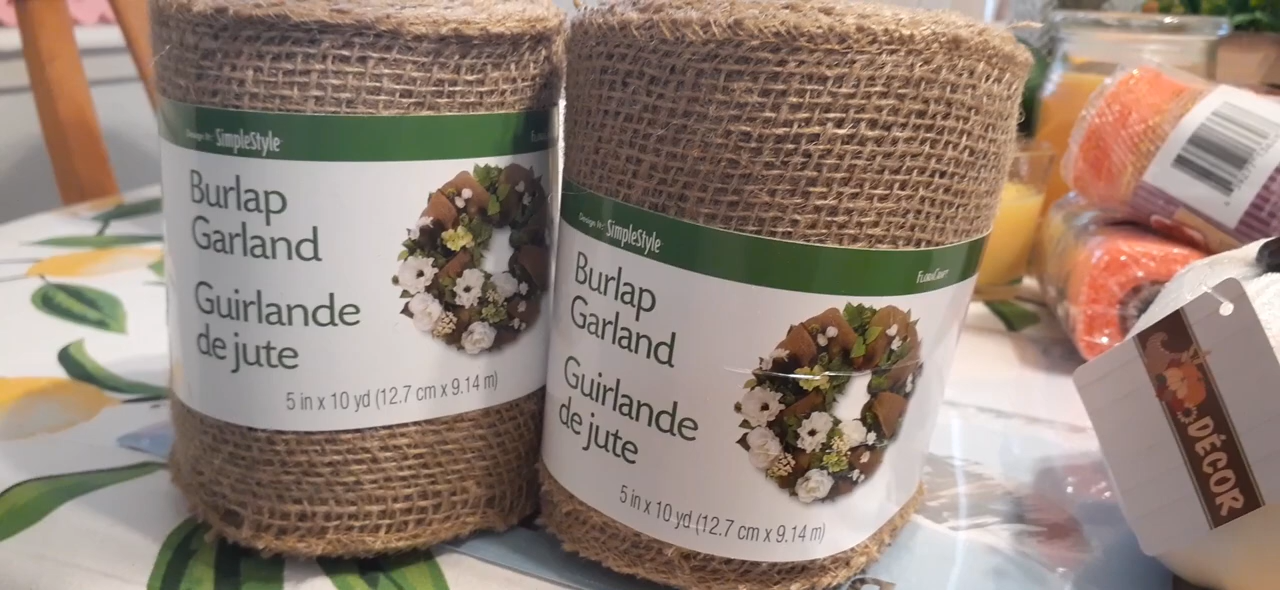 Design It: SimpleStyle
Burlap
Garland
Guirlande
de jute
5 in x 10 yd (12.7 cm x 9.14 m)
Design It: SimpleStyle
FloraCraft
Burlap
Garland
Guirlande
de jute
5 in x 10 yd (12.7 cm x 9.14 m)
DÉCOR